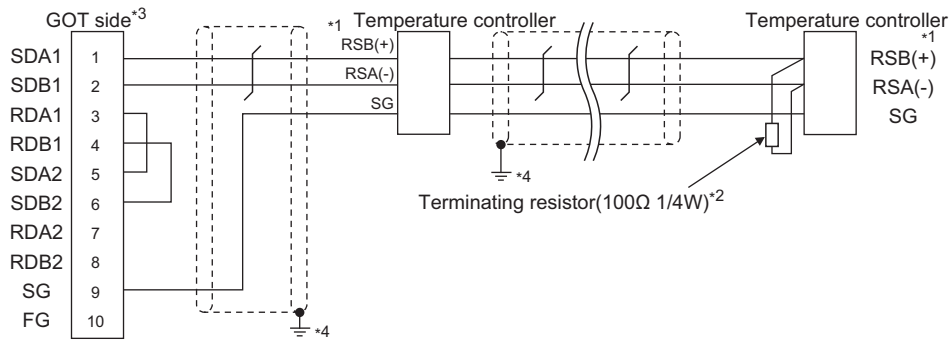 GOT side*3
*1 Temperature controller
Temperature controller
*1
SDA1 1 RSB(+) RSB(+)
SDB1 2 RSA(-) RSA(-)
RDA1 3 SG SG
RDB1 4
SDA2 5 *4
SDB2 6 Terminating resistor(100Ω 1/4W)*2
RDA2 7
RDB2 8
SG 9
FG 10
*4